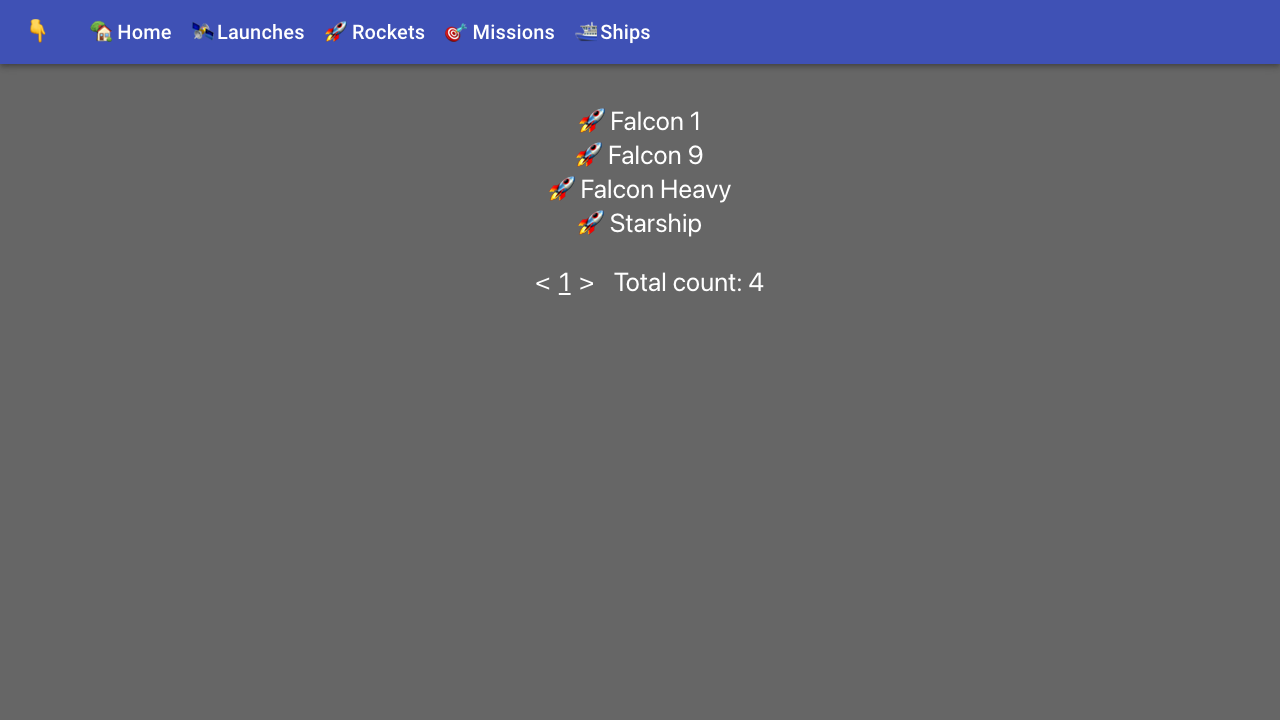 👇 🏡Home 🛰Launches 🚀 Rockets 🎯 Missions 🚢Ships
🚀 Falcon 1
🚀 Falcon 9
🚀 Falcon Heavy
🚀 Starship
< 1 > Total count: 4